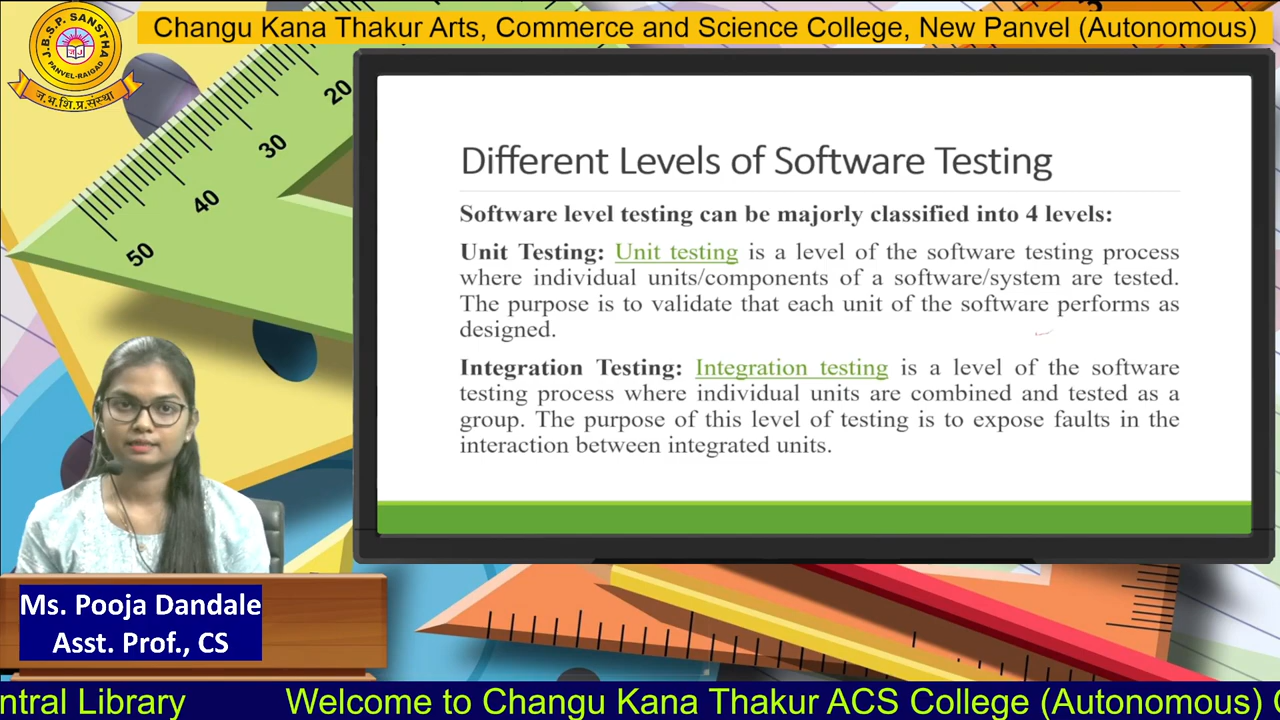 Changu Kana Thakur Arts, Commerce and Science College, New Panvel (Autonomous)
J.B.S.P. SANSTHA
PANVEL-RAIGAD
ज.भ.शि.प्र.संस्था
20
30
40
50
Different Levels of Software Testing
Software level testing can be majorly classified into 4 levels:
Unit Testing: Unit testing is a level of the software testing process
where individual units/components of a software/system are tested.
The purpose is to validate that each unit of the software performs as
designed.
Integration Testing: Integration testing is a level of the software
testing process where individual units are combined and tested as a
group. The purpose of this level of testing is to expose faults in the
interaction between integrated units.
Ms. Pooja Dandale
Asst. Prof., CS
ntral Library Welcome to Changu Kana Thakur ACS College (Autonomous)